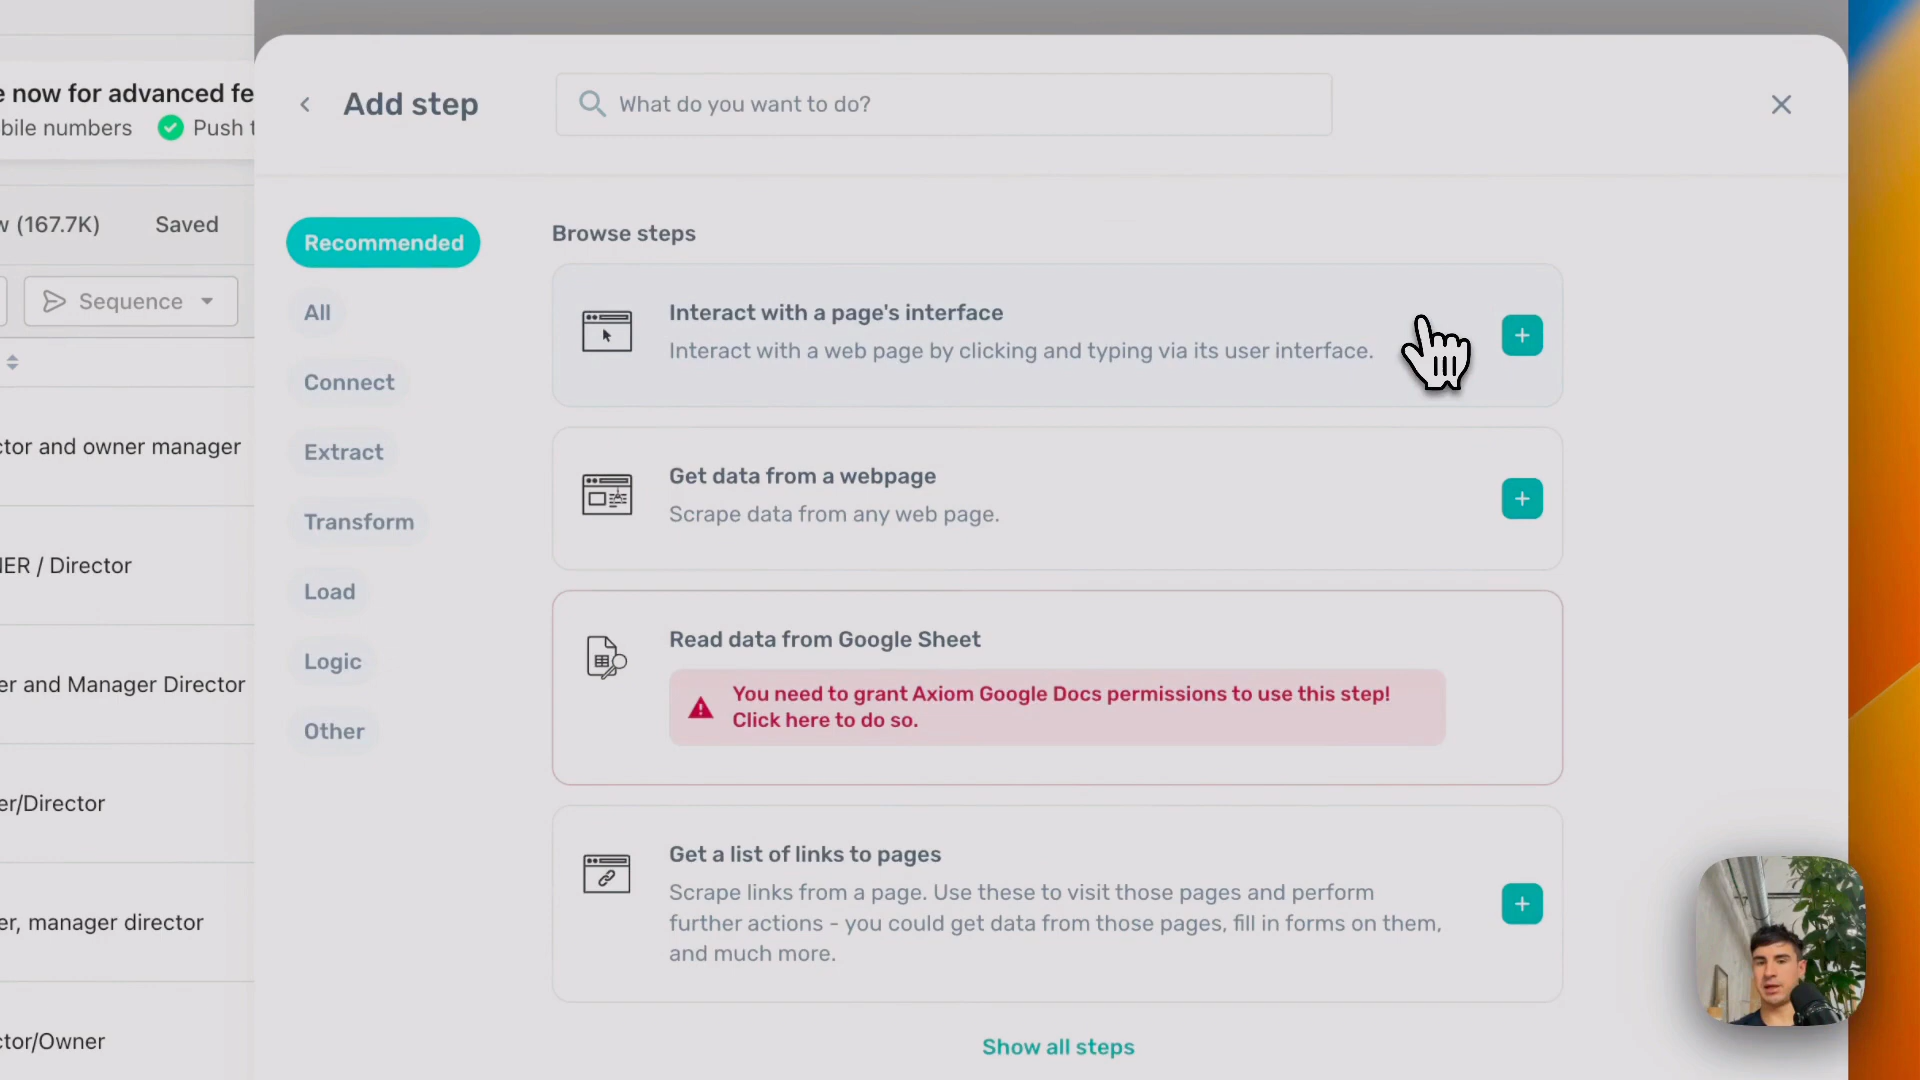 e now for advanced fe
bile numbers
Push t
w (167.7K)
Saved
Sequence
ctor and owner manager
NER / Director
er and Manager Director
er/Director
er, manager director
ctor/Owner
Add step
What do you want to do?
Recommended
All
Connect
Extract
Transform
Load
Logic
Other
Browse steps
Interact with a page's interface
Interact with a web page by clicking and typing via its user interface.
Get data from a webpage
Scrape data from any web page.
Read data from Google Sheet
You need to grant Axiom Google Docs permissions to use this step!
Click here to do so.
Get a list of links to pages
Scrape links from a page. Use these to visit those pages and perform
further actions - you could get data from those pages, fill in forms on them,
and much more.
Show all steps